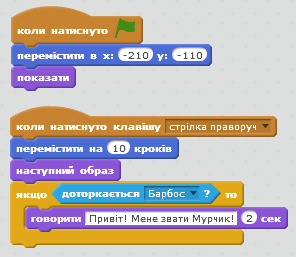 коли натиснуто
перемістити в x: -210 y: -110
показати
коли натиснуто клавішу стрілка праворуч
перемістити на 10 кроків
наступний образ
якщо доторкається Барбос ? то
говорити Привіт! Мене звати Мурчик! 2 сек